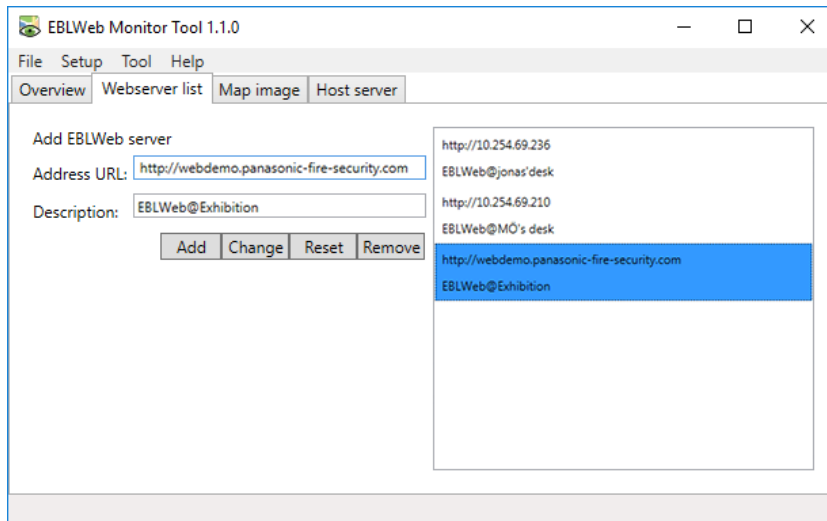 EBLWeb Monitor Tool 1.1.0
File Setup Tool Help
Overview Webserver list Map image Host server
Add EBLWeb server
Address URL: http://webdemo.panasonic-fire-security.com
Description: EBLWeb@Exhibition
Add Change Reset Remove
http://10.254.69.236
EBLWeb@jonas'desk
http://10.254.69.210
EBLWeb@MÖ's desk
http://webdemo.panasonic-fire-security.com
EBLWeb@Exhibition